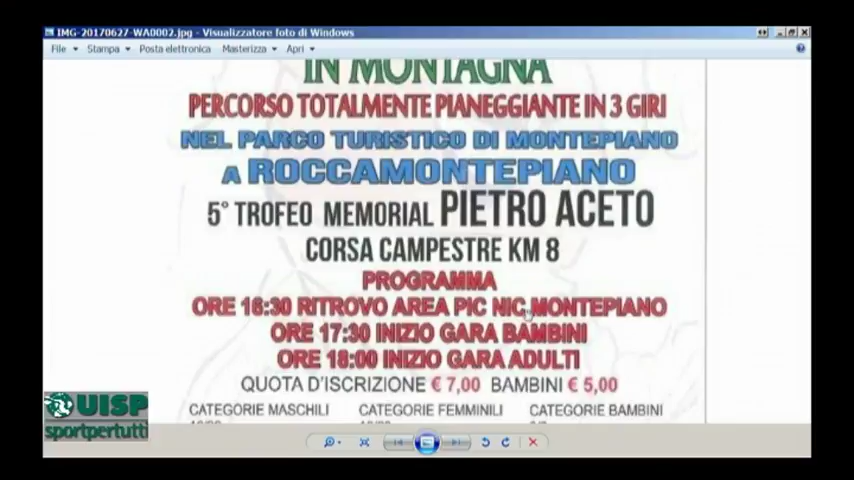 IMG-20170627-WA0002.jpg - Visualizzatore foto di Windows
File Stampa Posta elettronica Masterizza Apri
IN MONTAGNA
PERCORSO TOTALMENTE PIANEGGIANTE IN 3 GIRI
NEL PARCO TURISTICO DI MONTEPIANO
A ROCCAMONTEPIANO
5° TROFEO MEMORIAL PIETRO ACETO
CORSA CAMPESTRE KM 8
PROGRAMMA
ORE 16:30 RITROVO AREA PIC NIC MONTEPIANO
ORE 17:30 INIZIO GARA BAMBINI
ORE 18:00 INIZIO GARA ADULTI
QUOTA D'ISCRIZIONE € 7,00 BAMBINI € 5,00
CATEGORIE MASCHILI CATEGORIE FEMMINILI CATEGORIE BAMBINI
UISP
sportpertutti